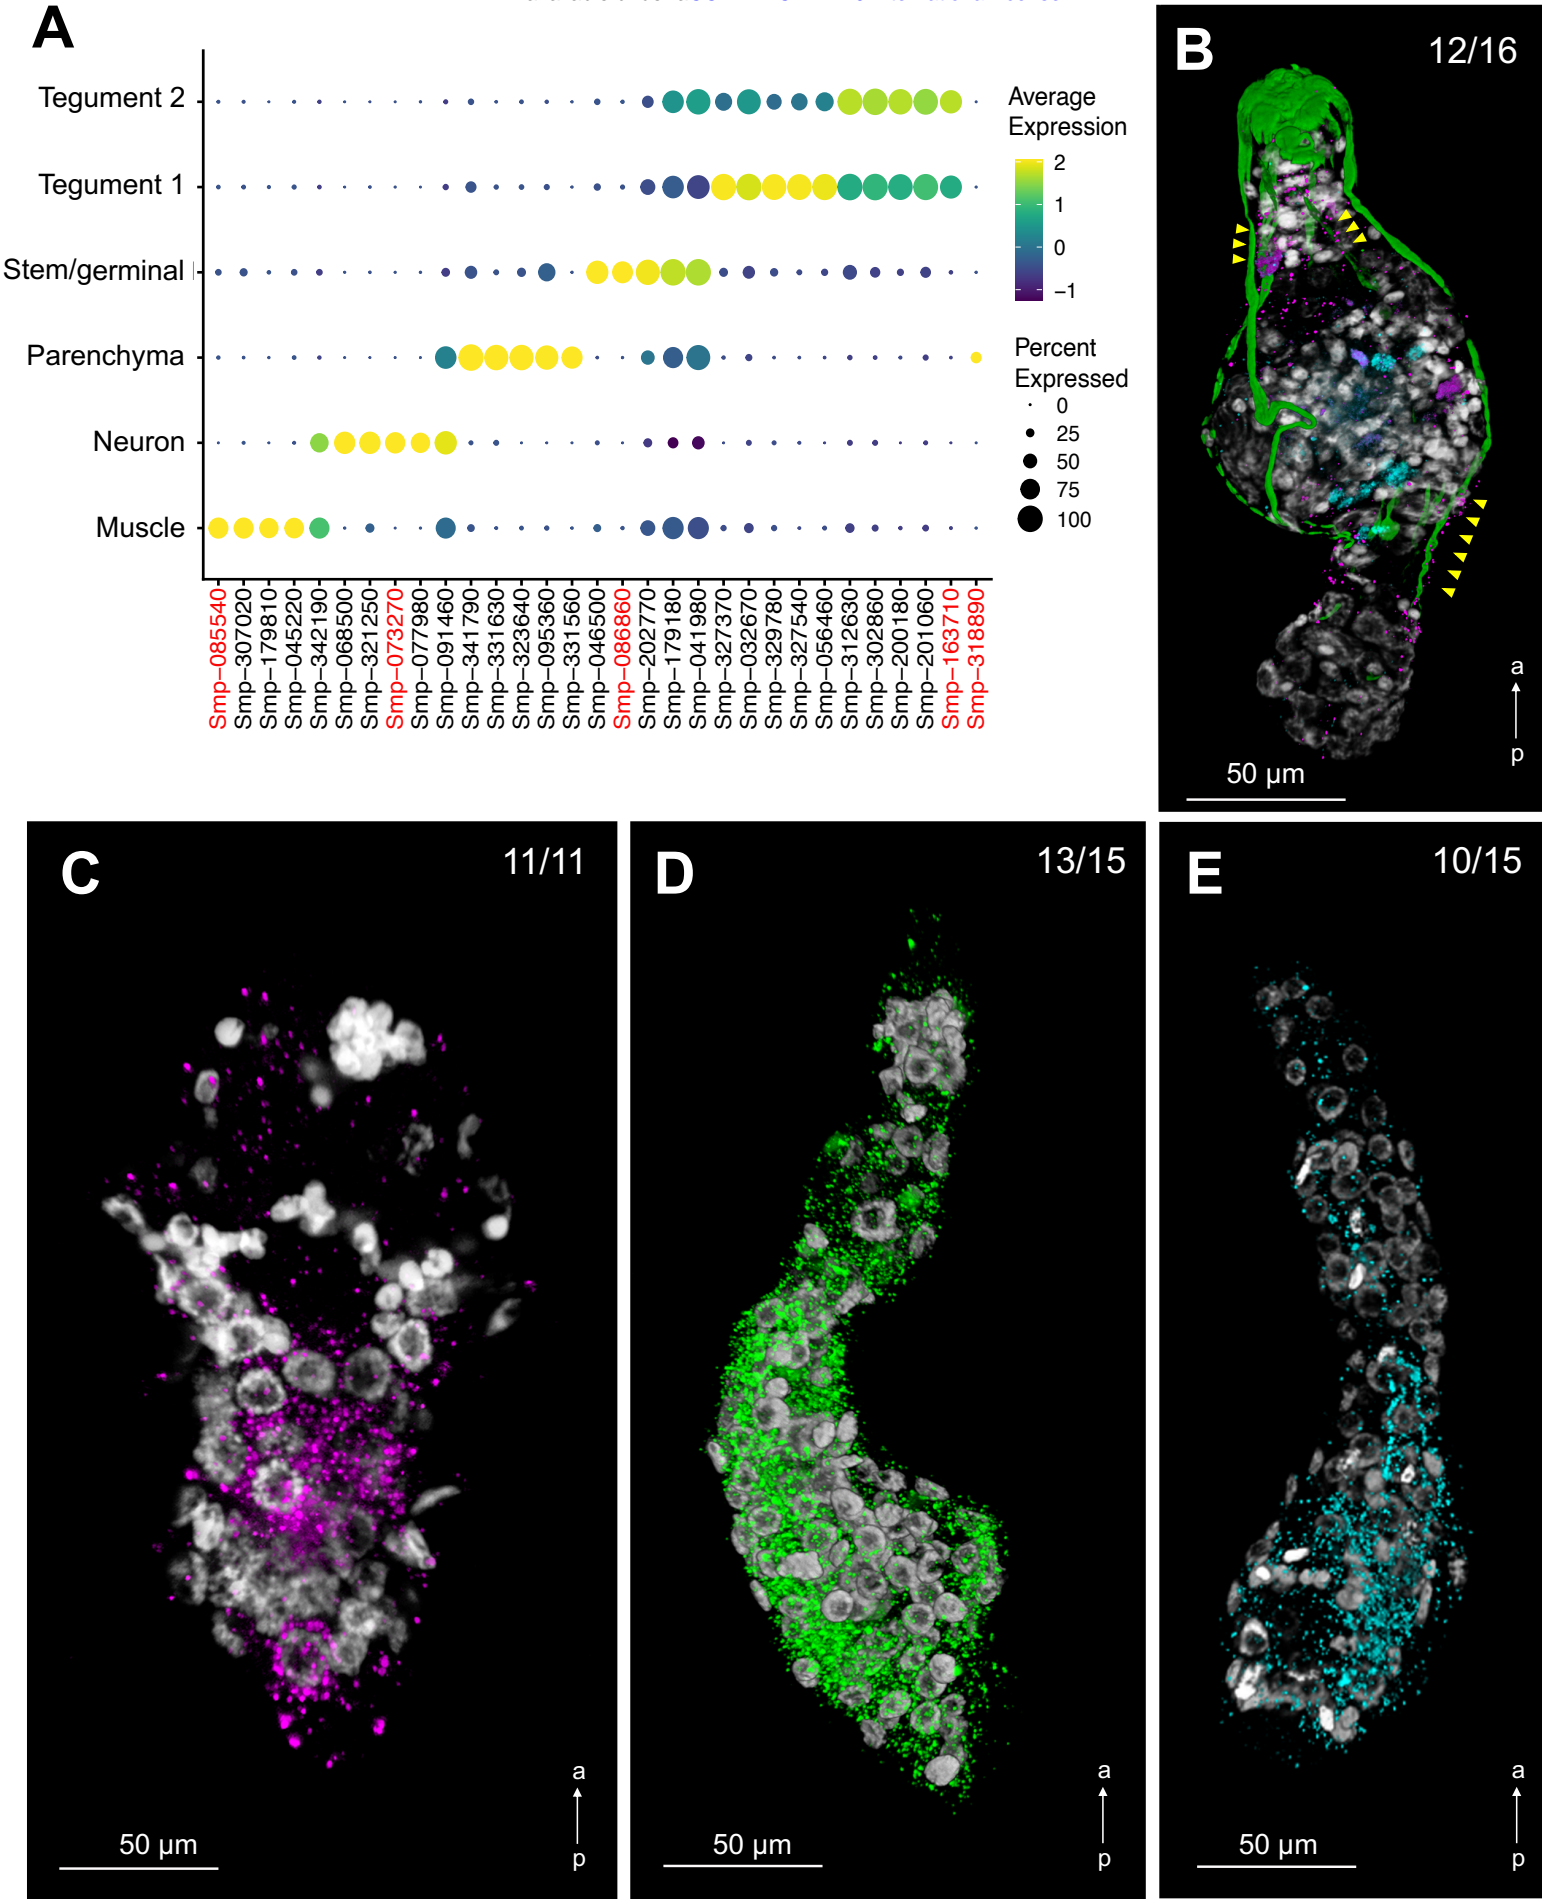 A
Tegument 2
Tegument 1
Stem/germinal
Parenchyma
Neuron
Muscle
Smp–085540
Smp–307020
Smp–179810
Smp–045220
Smp–342190
Smp–068500
Smp–321250
Smp–073270
Smp–077980
Smp–091460
Smp–341790
Smp–331630
Smp–323640
Smp–095360
Smp–331560
Smp–046500
Smp–086860
Smp–202770
Smp–179180
Smp–041980
Smp–327370
Smp–032670
Smp–329780
Smp–327540
Smp–056460
Smp–312630
Smp–302860
Smp–200180
Smp–201060
Smp–163710
Smp–318890
Average
Expression
2
1
0
−1
Percent
Expressed
0
25
50
75
100
B
12/16
a
p
50 µm
C
11/11
a
p
50 µm
D
13/15
a
p
50 µm
E
10/15
a
p
50 µm